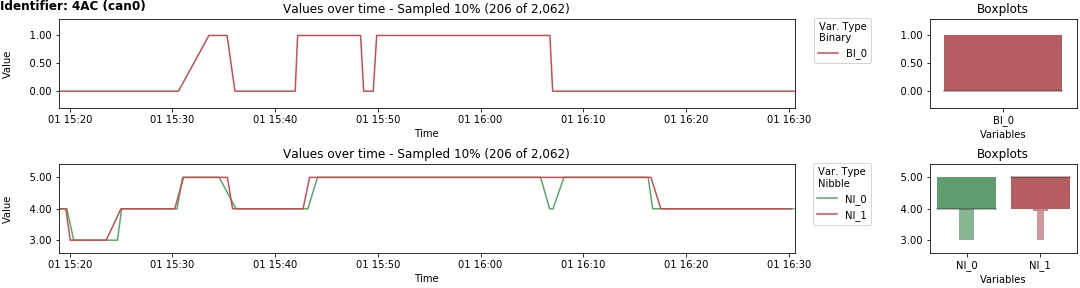 Identifier: 4AC (can0)
Values over time - Sampled 10% (206 of 2,062)
Boxplots
Value
1.00
0.50
0.00
01 15:20 01 15:30 01 15:40 01 15:50 01 16:00 01 16:10 01 16:20 01 16:30
Time
Var. Type
Binary
BI_0
1.00
0.50
0.00
BI_0
Variables
Values over time - Sampled 10% (206 of 2,062)
Boxplots
Value
5.00
4.00
3.00
01 15:20 01 15:30 01 15:40 01 15:50 01 16:00 01 16:10 01 16:20 01 16:30
Time
Var. Type
Nibble
NI_0
NI_1
5.00
4.00
3.00
NI_0 NI_1
Variables